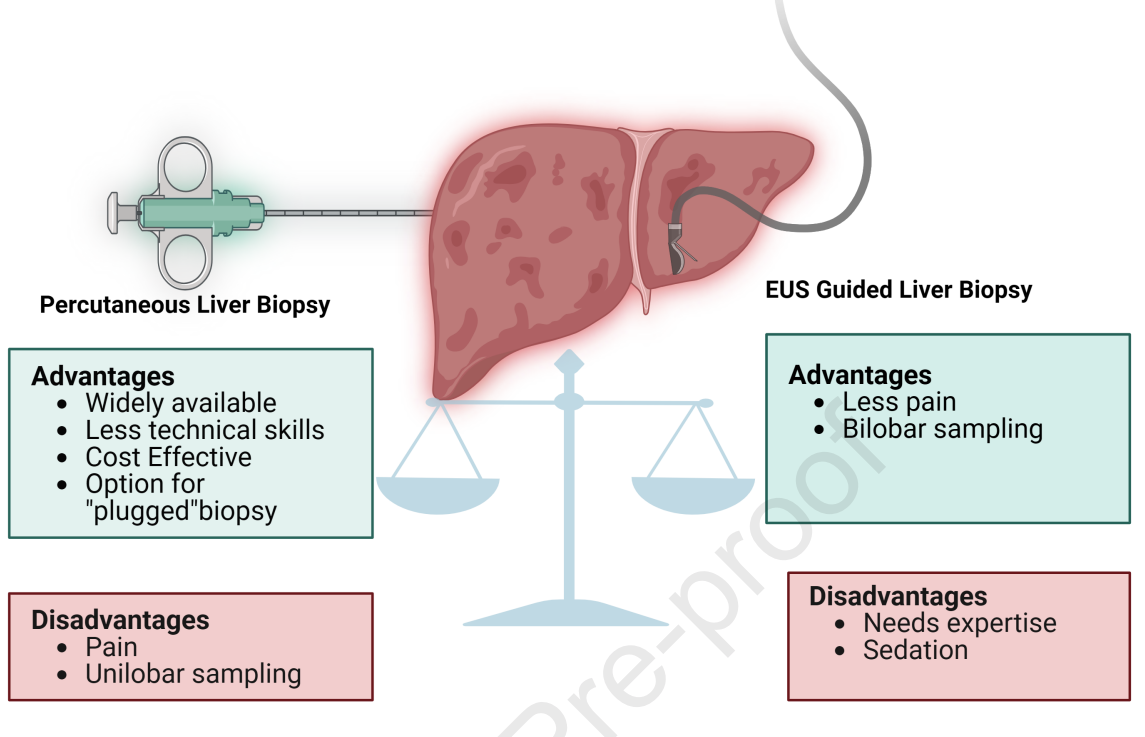 Percutaneous Liver Biopsy
Advantages
• Widely available
• Less technical skills
• Cost Effective
• Option for
"plugged"biopsy
Disadvantages
• Pain
• Unilobar sampling
EUS Guided Liver Biopsy
Advantages
• Less pain
• Bilobar sampling
Disadvantages
• Needs expertise
• Sedation
Pre-proof